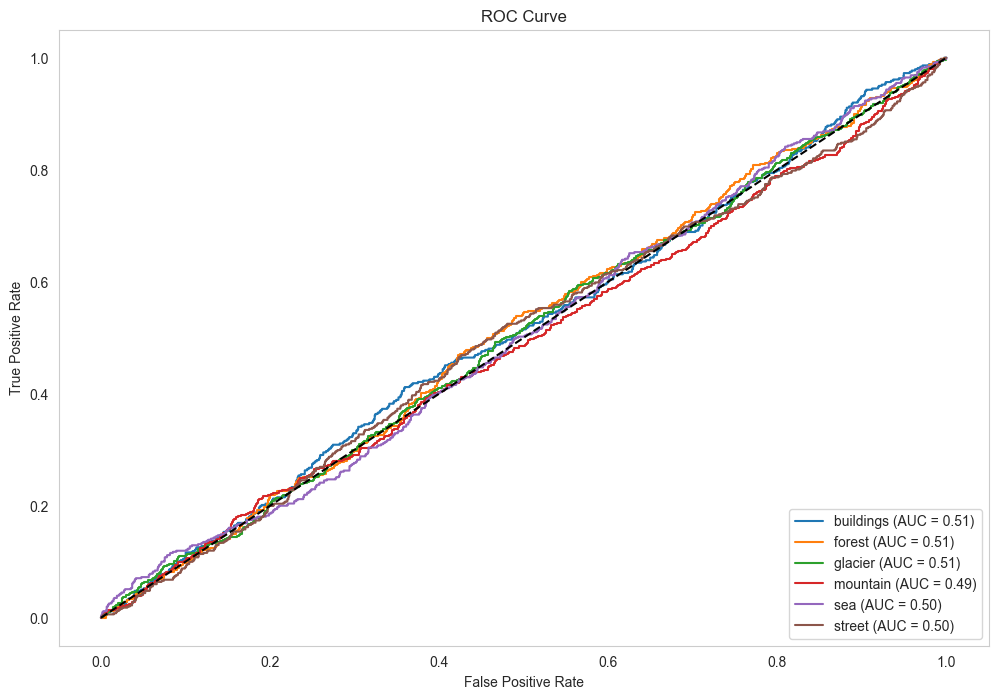 ROC Curve
1.0
0.8
0.6
0.4
0.2
0.0
True Positive Rate
buildings (AUC = 0.51)
forest (AUC = 0.51)
glacier (AUC = 0.51)
mountain (AUC = 0.49)
sea (AUC = 0.50)
street (AUC = 0.50)
0.0 0.2 0.4 0.6 0.8 1.0
False Positive Rate